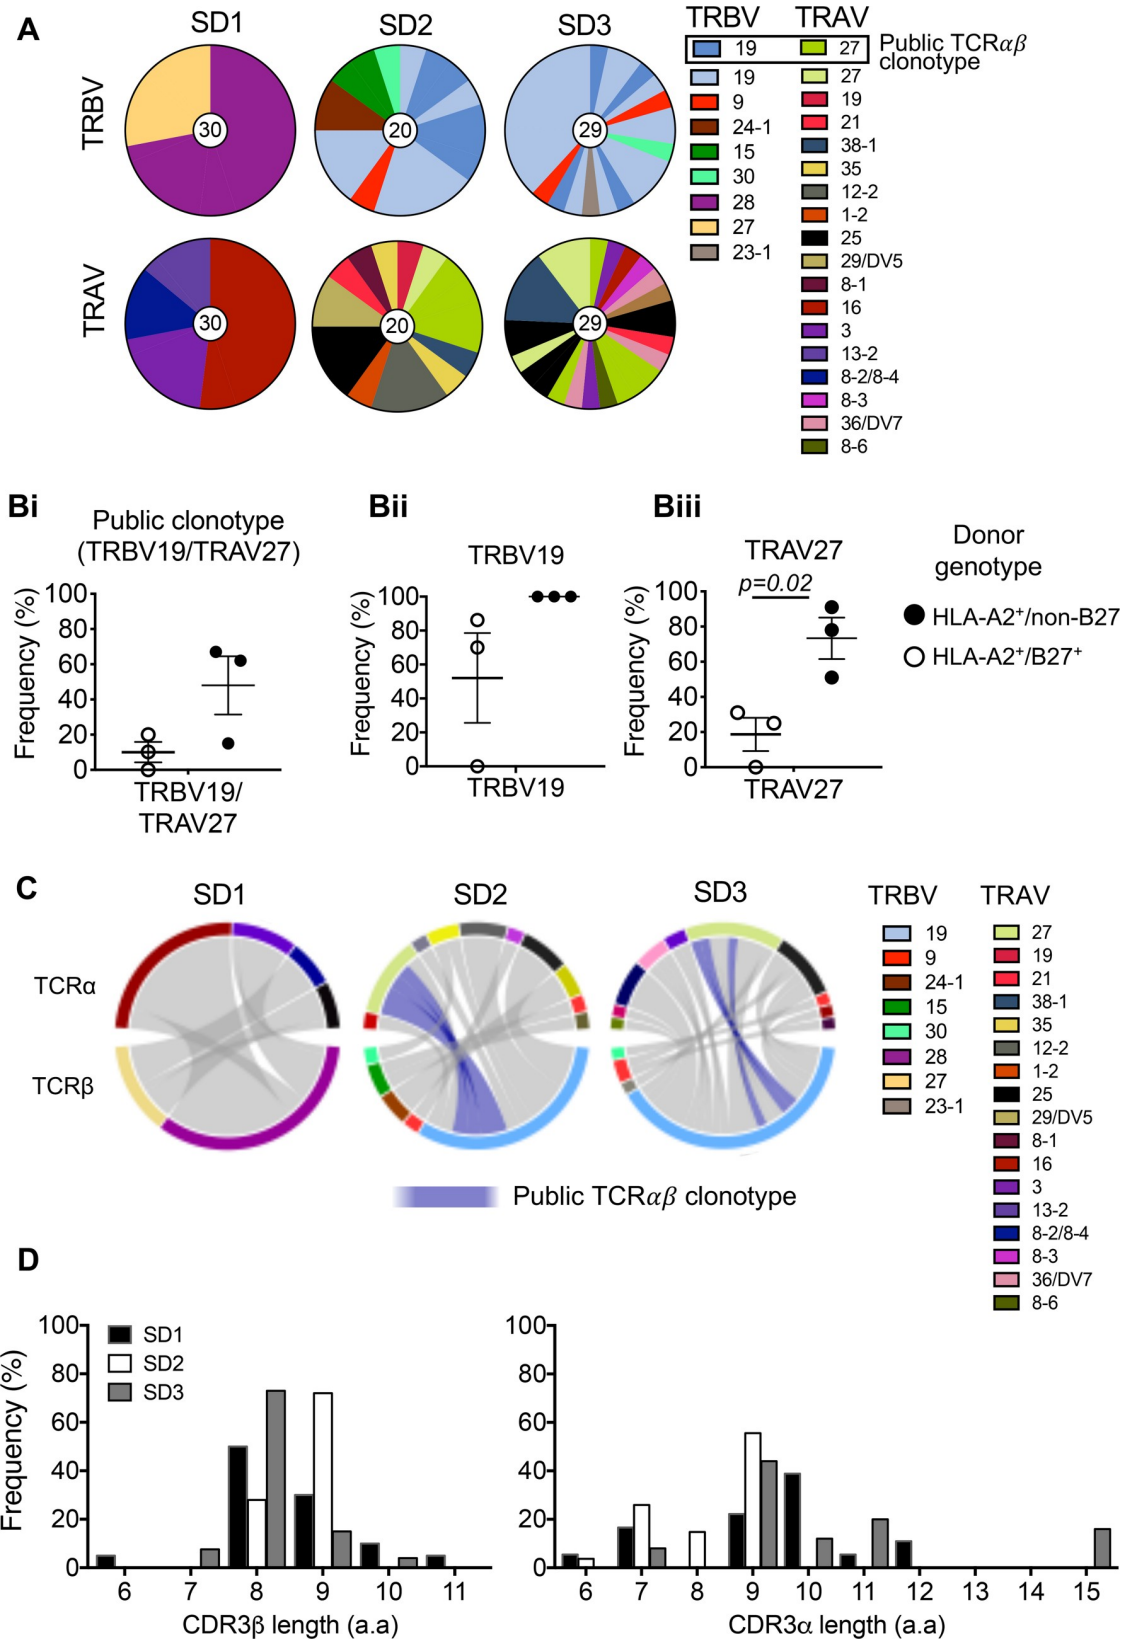 A
SD1
SD2
SD3
TRBV
TRAV
TRBV
30
20
29
TRAV
30
20
29
19
27
Public TCRαβ
clonotype
19
9
24-1
15
30
28
27
23-1
27
19
21
38-1
35
12-2
1-2
25
29/DV5
8-1
16
3
13-2
8-2/8-4
8-3
36/DV7
8-6
Bi
Public clonotype
(TRBV19/TRAV27)
Frequency (%)
100
80
60
40
20
0
TRBV19/
TRAV27
Bii
TRBV19
Frequency (%)
100
80
60
40
20
0
TRBV19
Biii
TRAV27
p=0.02
Frequency (%)
100
80
60
40
20
0
TRAV27
Donor
genotype
HLA-A2⁺/non-B27
HLA-A2⁺/B27⁺
C
SD1
SD2
SD3
TCRα
TCRβ
Public TCRαβ clonotype
TRBV
19
9
24-1
15
30
28
27
23-1
TRAV
27
19
21
38-1
35
12-2
1-2
25
29/DV5
8-1
16
3
13-2
8-2/8-4
8-3
36/DV7
8-6
D
Frequency (%)
100
80
60
40
20
0
SD1
SD2
SD3
6 7 8 9 10 11
CDR3β length (a.a)
100
80
60
40
20
0
6 7 8 9 10 11 12 13 14 15
CDR3α length (a.a)